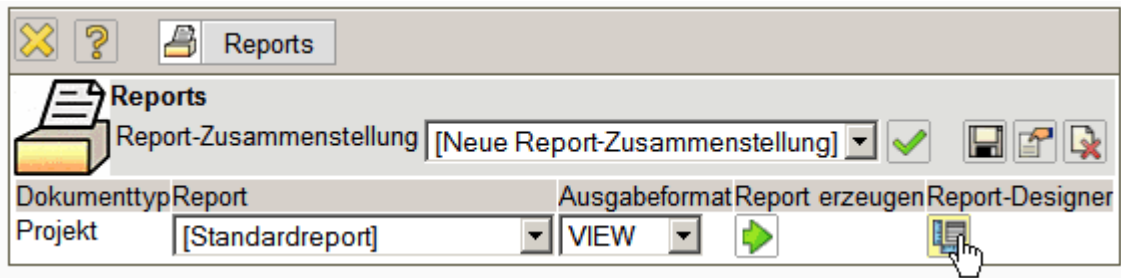 Reports
Reports
Report-Zusammenstellung [Neue Report-Zusammenstellung]
Dokumenttyp Report Ausgabeformat Report erzeugen Report-Designer
Projekt [Standardreport] VIEW